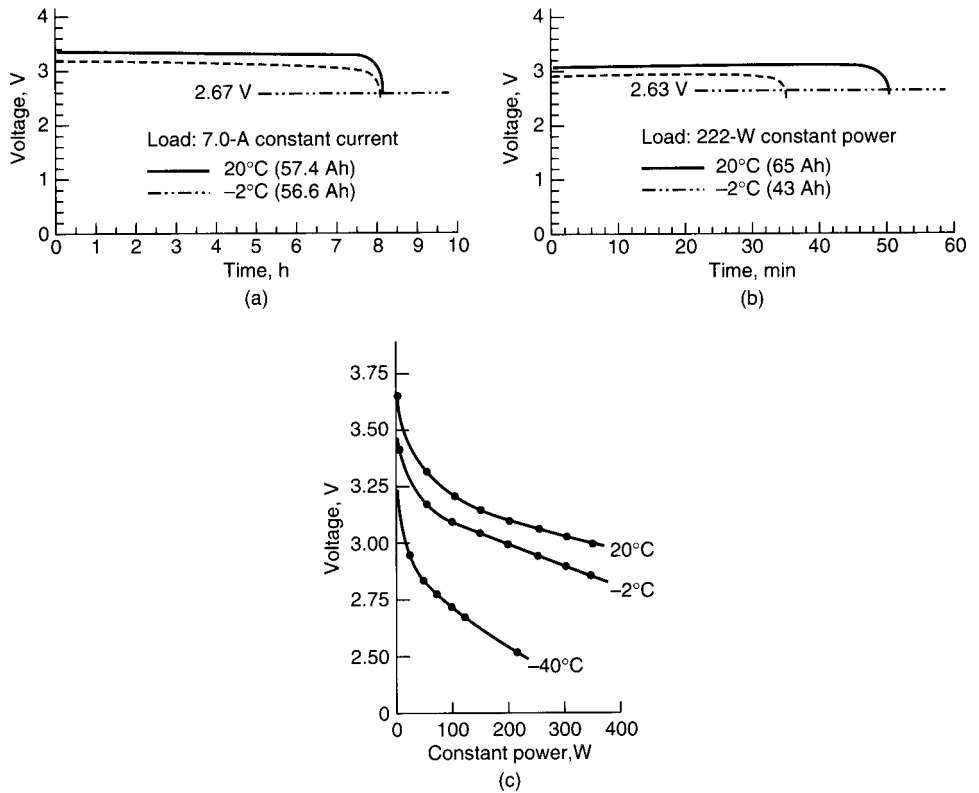 4
3
2
1
0
Voltage, V
2.67 V
Load: 7.0-A constant current
20°C (57.4 Ah)
–2°C (56.6 Ah)
0 1 2 3 4 5 6 7 8 9 10
Time, h
(a)
4
3
2
1
0
Voltage, V
2.63 V
Load: 222-W constant power
20°C (65 Ah)
–2°C (43 Ah)
0 10 20 30 40 50 60
Time, min
(b)
3.75
3.50
3.25
3.00
2.75
2.50
0
Voltage, V
20°C
–2°C
–40°C
0 100 200 300 400
Constant power,W
(c)